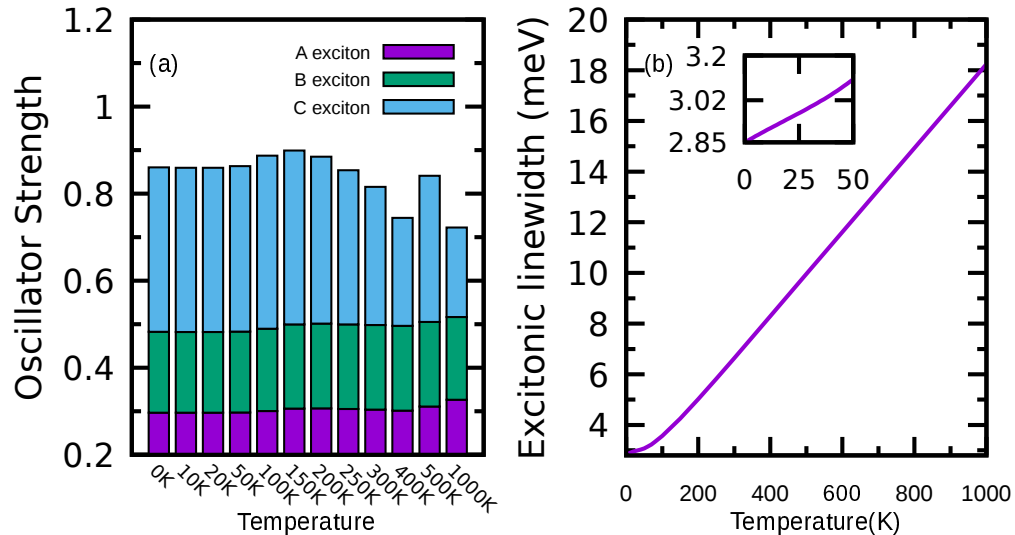 (a)
A exciton
B exciton
C exciton
Oscillator Strength
1.2
1
0.8
0.6
0.4
0.2
0K 10K 20K 50K 100K 150K 200K 250K 300K 400K 500K 1000K
Temperature
(b)
Excitonic linewidth (meV)
20
18
16
14
12
10
8
6
4
3.2
3.02
2.85
0 25 50
0 200 400 600 800 1000
Temperature(K)